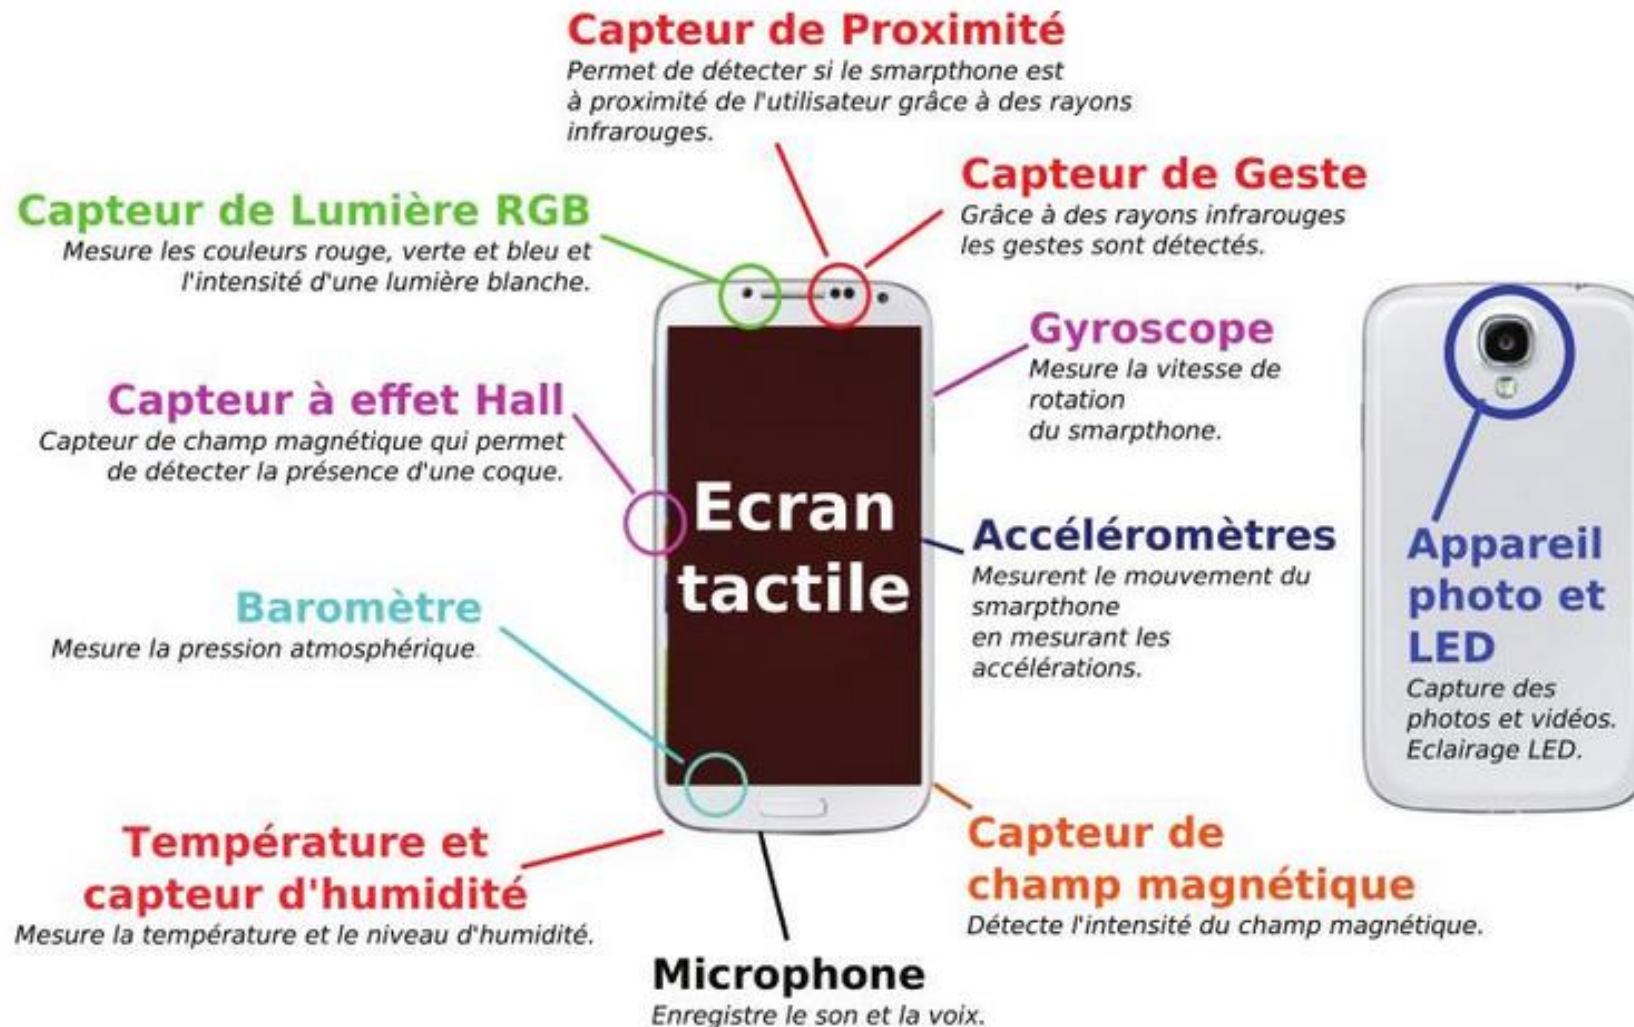 Capteur de Proximité
Permet de détecter si le smarpthone est
à proximité de l'utilisateur grâce à des rayons
infrarouges.
Capteur de Geste
Grâce à des rayons infrarouges
les gestes sont détectés.
Capteur de Lumière RGB
Mesure les couleurs rouge, verte et bleu et
l'intensité d'une lumière blanche.
Gyroscope
Mesure la vitesse de
rotation
du smarpthone.
Capteur à effet Hall
Capteur de champ magnétique qui permet
de détecter la présence d'une coque.
Ecran
tactile
Accéléromètres
Mesurent le mouvement du
smarpthone
en mesurant les
accélérations.
Appareil
photo et
LED
Capture des
photos et vidéos.
Eclairage LED.
Baromètre
Mesure la pression atmosphérique.
Température et
capteur d'humidité
Mesure la température et le niveau d'humidité.
Capteur de
champ magnétique
Détecte l'intensité du champ magnétique.
Microphone
Enregistre le son et la voix.